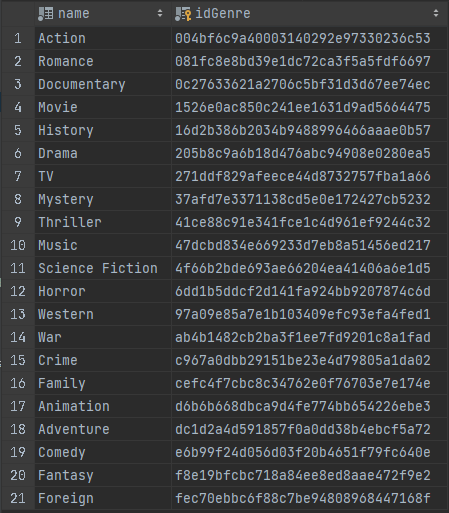 name idGenre
1 Action 004bf6c9a40003140292e97330236c53
2 Romance 081fc8e8bd39e1dc72ca3f5a5fdf6697
3 Documentary 0c27633621a2706c5bf31d3d67ee74ec
4 Movie 1526e0ac850c241ee1631d9ad5664475
5 History 16d2b386b2034b9488996466aaae0b57
6 Drama 205b8c9a6b18d476abc94908e0280ea5
7 TV 271ddf829afeece44d8732757fba1a66
8 Mystery 37afd7e3371138cd5e0e172427cb5232
9 Thriller 41ce88c91e341fce1c4d961ef9244c32
10 Music 47dcbd834e669233d7eb8a51456ed217
11 Science Fiction 4f66b2bde693ae66204ea41406a6e1d5
12 Horror 6dd1b5ddcf2d141fa924bb9207874c6d
13 Western 97a09e85a7e1b103409efc93efa4fed1
14 War ab4b1482cb2ba3f1ee7fd9201c8a1fad
15 Crime c967a0dbb29151be23e4d79805a1da02
16 Family cefc4f7cbc8c34762e0f76703e7e174e
17 Animation d6b6b668dbca9d4fe774bb654226ebe3
18 Adventure dc1d2a4d591857f0a0dd38b4ebcf5a72
19 Comedy e6b99f24d056d03f20b4651f79fc640e
20 Fantasy f8e19bfcbc718a84ee8ed8aae472f9e2
21 Foreign fec70ebbc6f88c7be94808968447168f